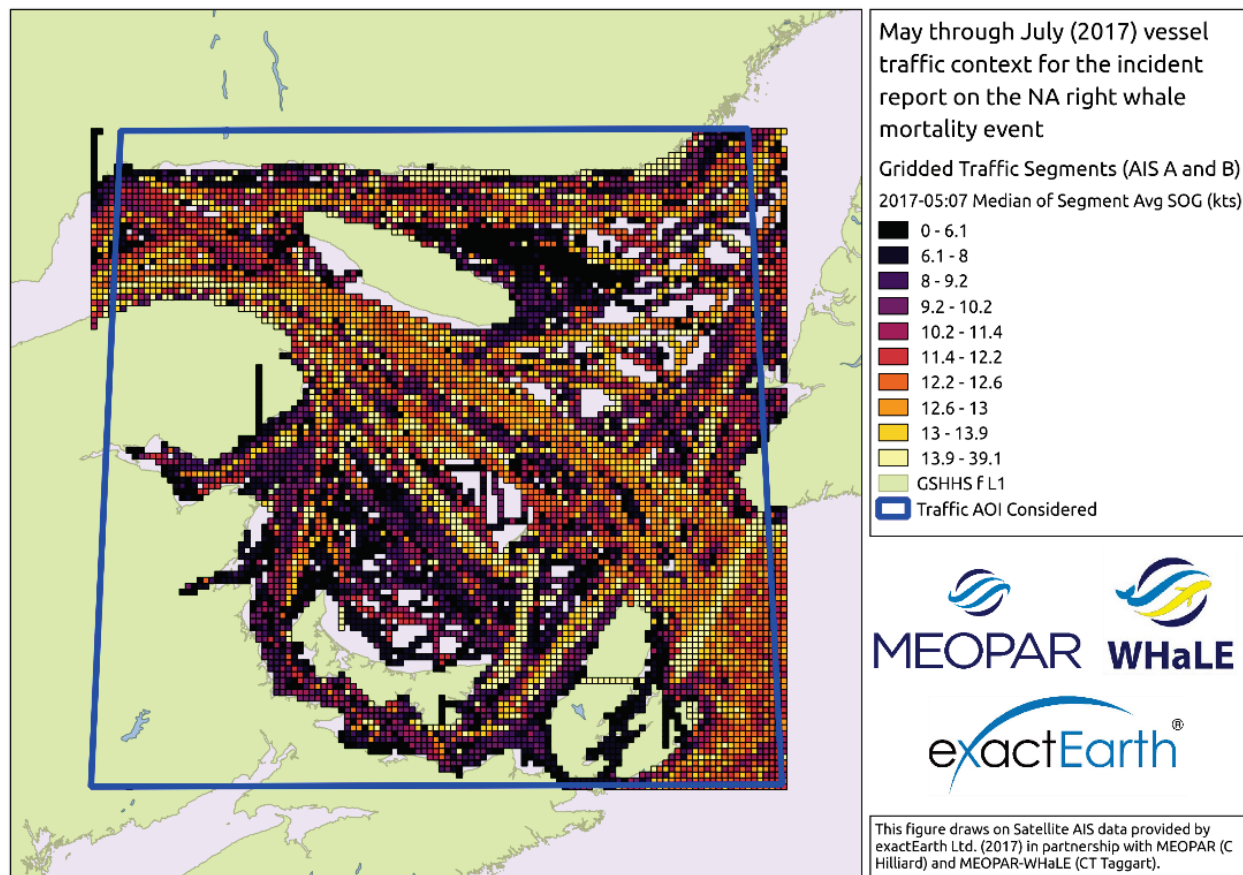 May through July (2017) vessel
traffic context for the incident
report on the NA right whale
mortality event
Gridded Traffic Segments (AIS A and B)
2017-05:07 Median of Segment Avg SOG (kts)
0 - 6.1
6.1 - 8
8 - 9.2
9.2 - 10.2
10.2 - 11.4
11.4 - 12.2
12.2 - 12.6
12.6 - 13
13 - 13.9
13.9 - 39.1
GSHHS f L1
Traffic AOI Considered
MEOPAR
WHaLE
exactEarth®
This figure draws on Satellite AIS data provided by
exactEarth Ltd. (2017) in partnership with MEOPAR (C
Hilliard) and MEOPAR-WHaLE (CT Taggart).